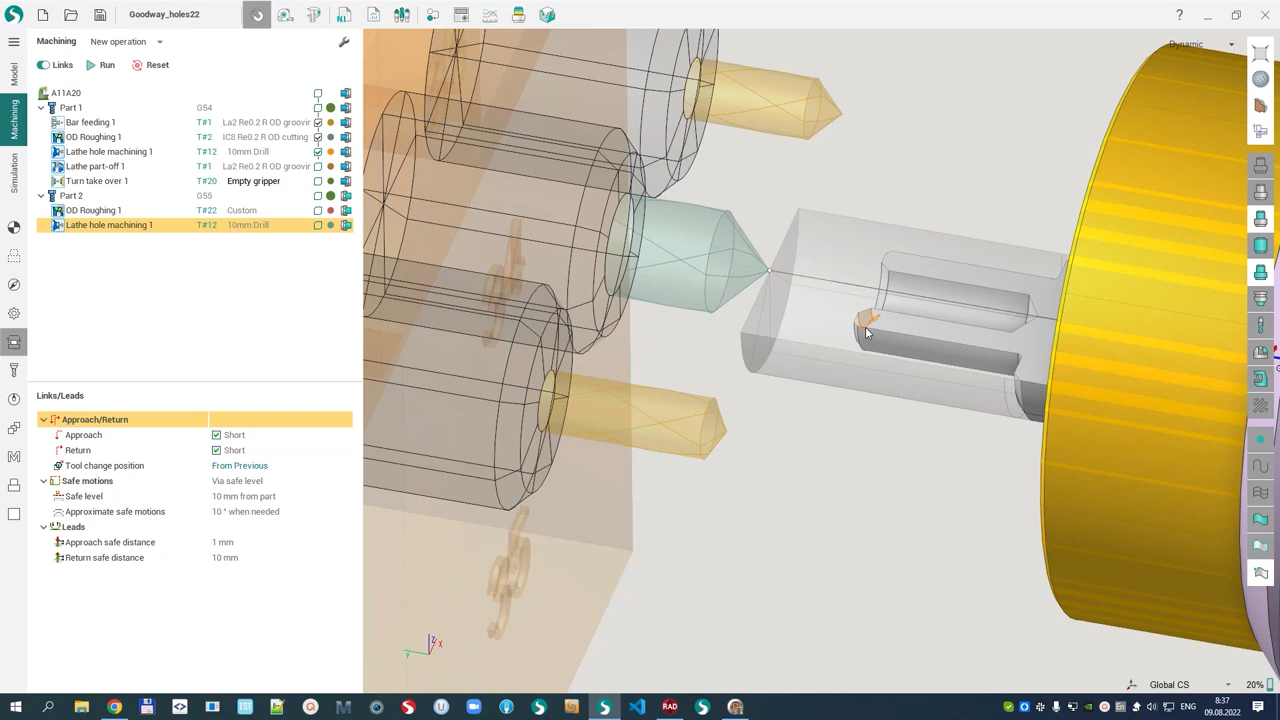 Goodway_holes22
?
Machining New operation
Links Run Reset
Model
Machining
Simulation
A11A20
Part 1 G54
Bar feeding 1 T#1 La2 Re0.2 R OD groovir
OD Roughing 1 T#2 IC8 Re0.2 R OD cutting
Lathe hole machining 1 T#12 10mm Drill
Lathe part-off 1 T#1 La2 Re0.2 R OD groovir
Turn take over 1 T#20 Empty gripper
Part 2 G55
OD Roughing 1 T#22 Custom
Lathe hole machining 1 T#12 10mm Drill
Dynamic
Links/Leads
Approach/Return
Approach Short
Return Short
Tool change position From Previous
Safe motions Via safe level
Safe level 10 mm from part
Approximate safe motions 10 ° when needed
Leads
Approach safe distance 1 mm
Return safe distance 10 mm
Z X
Y
Global CS 20%
1ST
RAD
8:37
09.08.2022